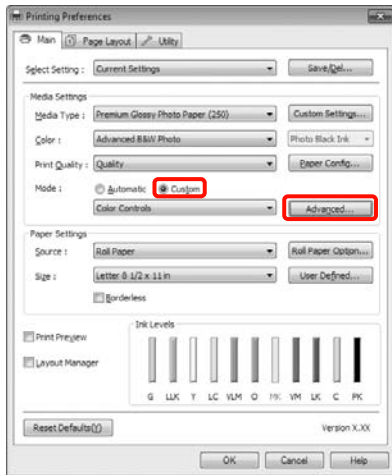 Printing Preferences
Main Page Layout Utility
Select Setting : Current Settings Save/Del...
Media Settings
Media Type : Premium Glossy Photo Paper (250) Custom Settings...
Color : Advanced B&W Photo Photo Black Ink
Print Quality : Quality Paper Config...
Mode : Automatic Custom
Color Controls Advanced...
Paper Settings
Source : Roll Paper Roll Paper Option...
Size : Letter 8 1/2 x 11 in User Defined...
Borderless
Print Preview
Layout Manager
Ink Levels
G LLK Y LC VLM O MK VM LK C PK
Reset Defaults(Y) Version X.XX
OK Cancel Help